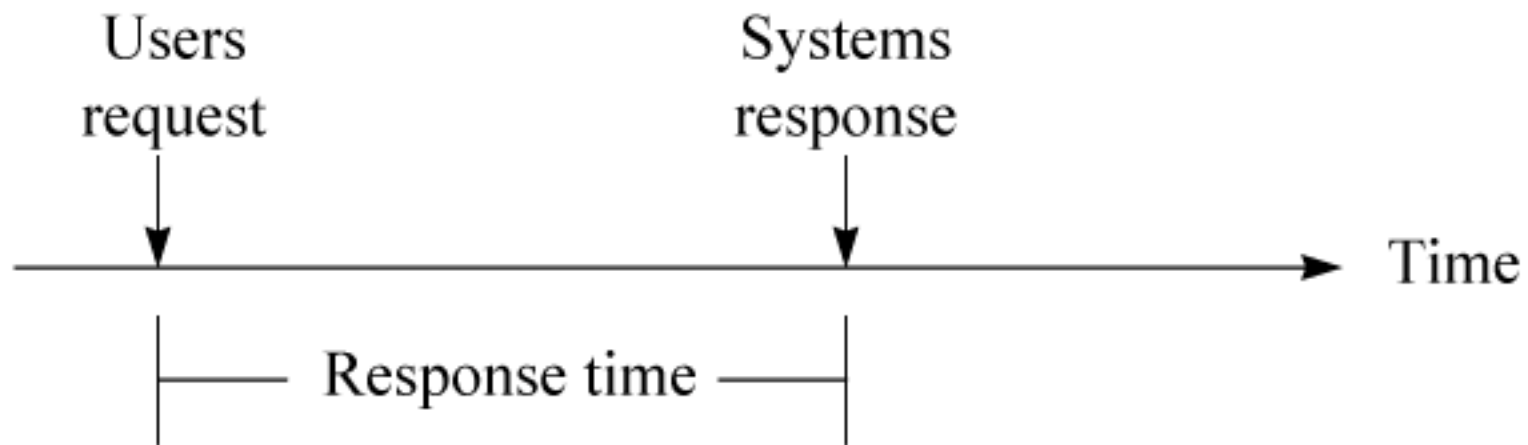 Users
request
Systems
response
Time
Response time